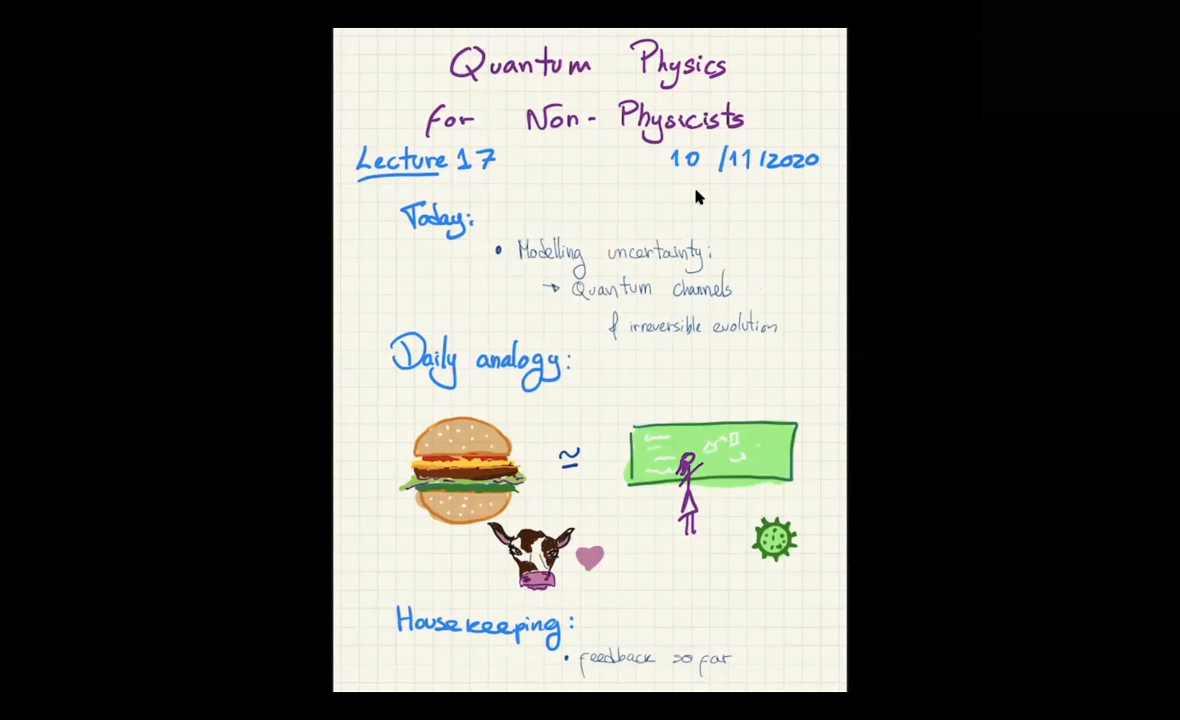 Quantum Physics
for Non-Physicists
Lecture 17 10/11/2020
Today:
• Modelling uncertainty:
→ Quantum channels
& irreversible evolution
Daily analogy:
≃
Housekeeping:
• feedback so far